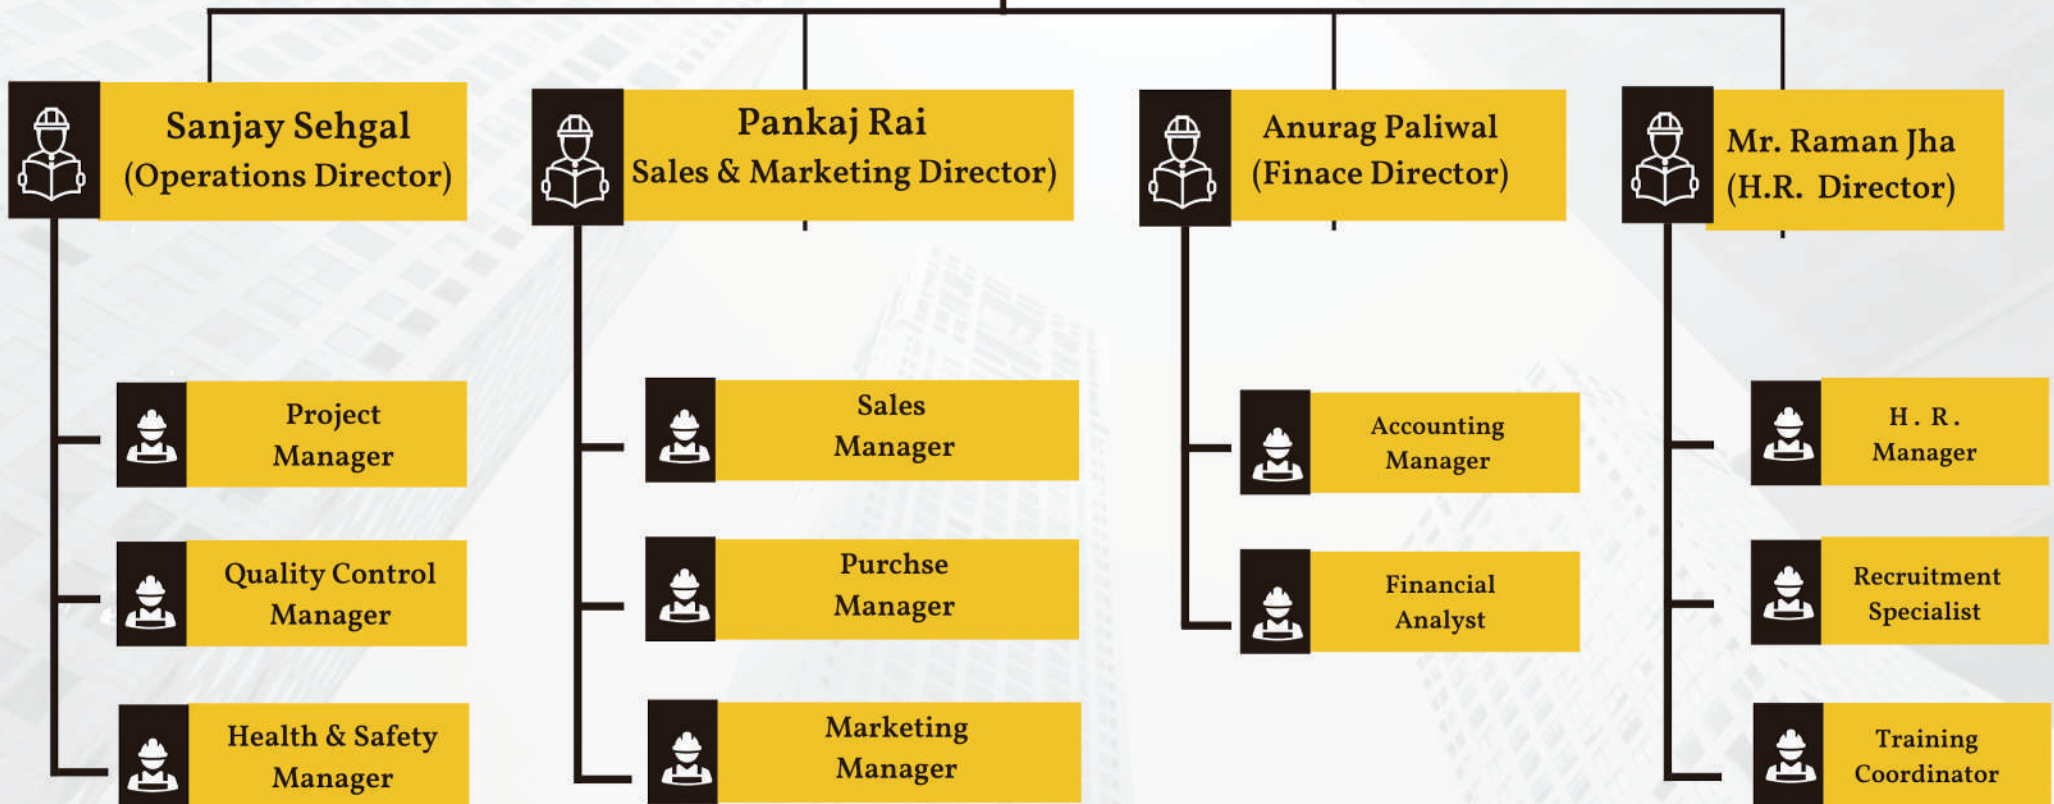 Sanjay Sehgal
(Operations Director)
Pankaj Rai
Sales & Marketing Director)
Anurag Paliwal
(Finace Director)
Mr. Raman Jha
(H.R. Director)
Project
Manager
Quality Control
Manager
Health & Safety
Manager
Sales
Manager
Purchse
Manager
Marketing
Manager
Accounting
Manager
Financial
Analyst
H. R.
Manager
Recruitment
Specialist
Training
Coordinator